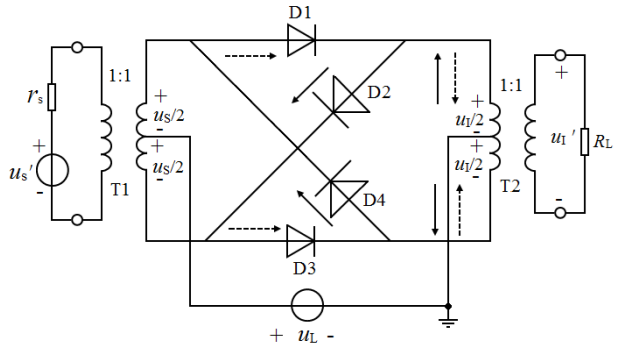 D1
1:1
r_s
+
u_s′
-
T1
+
u_S/2
-
+
u_S/2
-
D2
D4
D3
+ u_L -
1:1
+
u_I/2
-
+
u_I/2
-
T2
+
u_I′
-
R_L